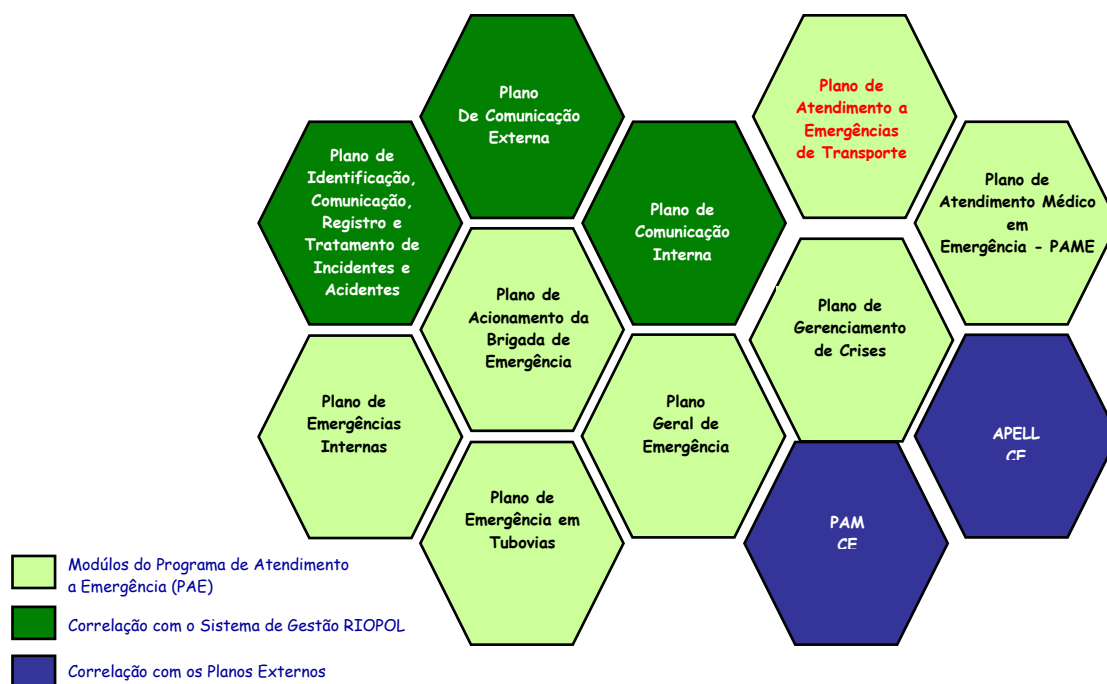 Plano
De Comunicação
Externa
Plano de
Atendimento a
Emergências
de Transporte
Plano de
Identificação,
Comunicação,
Registro e
Tratamento de
Incidentes e
Acidentes
Plano de
Comunicação
Interna
Plano de
Atendimento Médico
em
Emergência - PAME
Plano de
Acionamento da
Brigada de
Emergência
Plano de
Gerenciamento
de Crises
Plano de
Emergências
Internas
Plano
Geral de
Emergência
APELL
CE
Plano de
Emergência em
Tubovias
PAM
CE
Modúlos do Programa de Atendimento
a Emergência (PAE)
Correlação com o Sistema de Gestão RIOPOL
Correlação com os Planos Externos